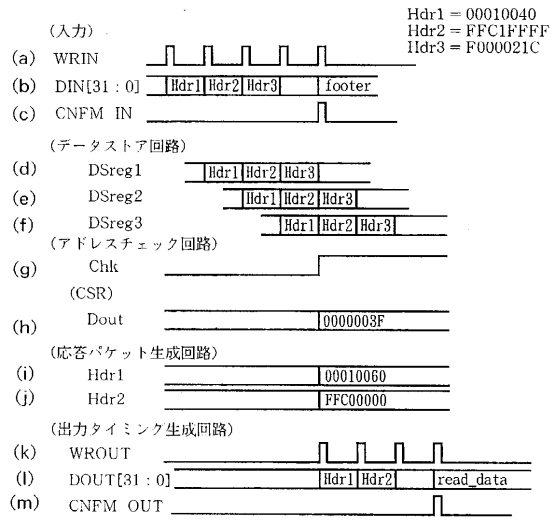 Hdr1 = 00010040
Hdr2 = FFC1FFFF
Hdr3 = F000021C
(入力)
(a) WRIN
(b) DIN[31 : 0] Hdr1 Hdr2 Hdr3 footer
(c) CNFM IN
(データストア回路)
(d) DSreg1 Hdr1 Hdr2 Hdr3
(e) DSreg2 Hdr1 Hdr2 Hdr3
(f) DSreg3 Hdr1 Hdr2 Hdr3
(アドレスチェック回路)
(g) Chk
(CSR)
(h) Dout 0000003F
(応答パケット生成回路)
(i) Hdr1 00010060
(j) Hdr2 FFC00000
(出力タイミング生成回路)
(k) WROUT
(l) DOUT[31 : 0] Hdr1 Hdr2 read_data
(m) CNFM OUT